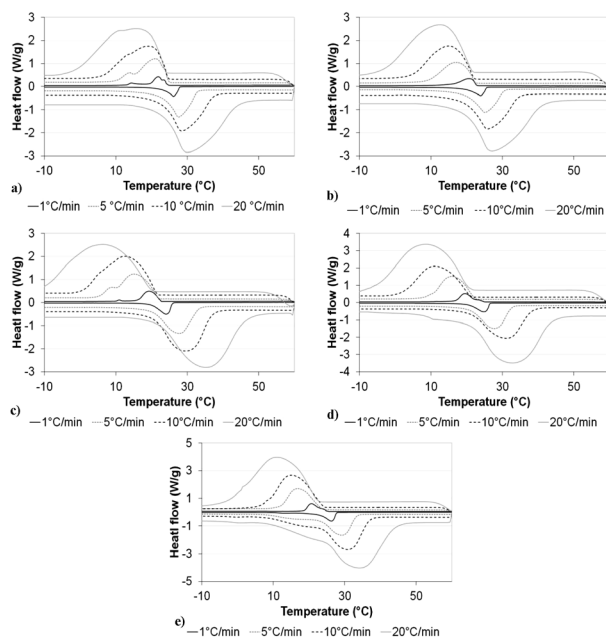 3
2
1
0
-1
-2
-3
Heat flow (W/g)
-10 10 30 50
Temperature (°C)
a)
1°C/min 5 °C/min 10 °C/min 20 °C/min
3
2
1
0
-1
-2
-3
Heat flow (W/g)
-10 10 30 50
Temperature (°C)
b)
1°C/min 5°C/min 10°C/min 20°C/min
3
2
1
0
-1
-2
-3
Heatl flow (W/g)
-10 10 30 50
Temperature (°C)
c)
1°C/min 5°C/min 10°C/min 20°C/min
4
3
2
1
0
-1
-2
-3
-4
Heatl flow (W/g)
-10 10 30 50
Temperature (°C)
d)
1°C/min 5°C/min 10°C/min 20°C/min
5
3
1
-1
-3
-5
Heatl flow (W/g)
-10 10 30 50
Temperature (°C)
e)
1°C/min 5°C/min 10°C/min 20°C/min